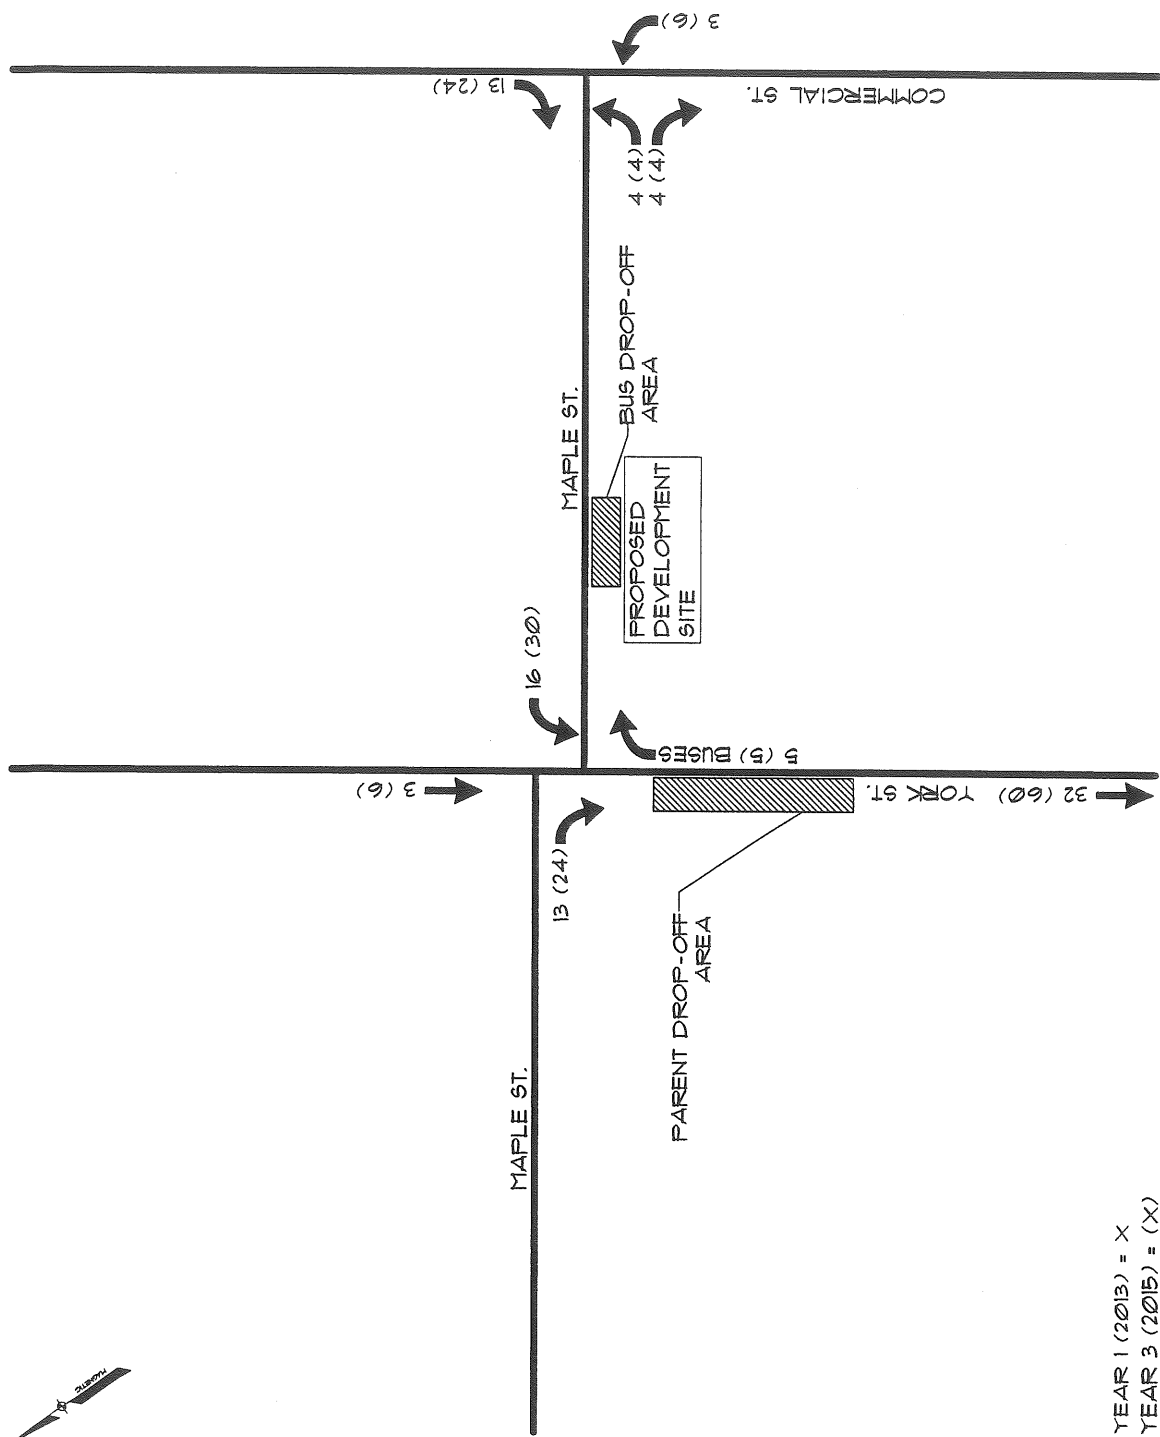 3 (6)
13 (24)
COMMERCIAL ST.
4 (4)
4 (4)
MAPLE ST.
BUS DROP-OFF
AREA
PROPOSED
DEVELOPMENT
SITE
16 (30)
5 (5) BUSES
3 (6)
YORK ST.
32 (60)
13 (24)
PARENT DROP-OFF
AREA
MAPLE ST.
MAGNETIC
YEAR 1 (2013) = X
YEAR 3 (2015) = (X)